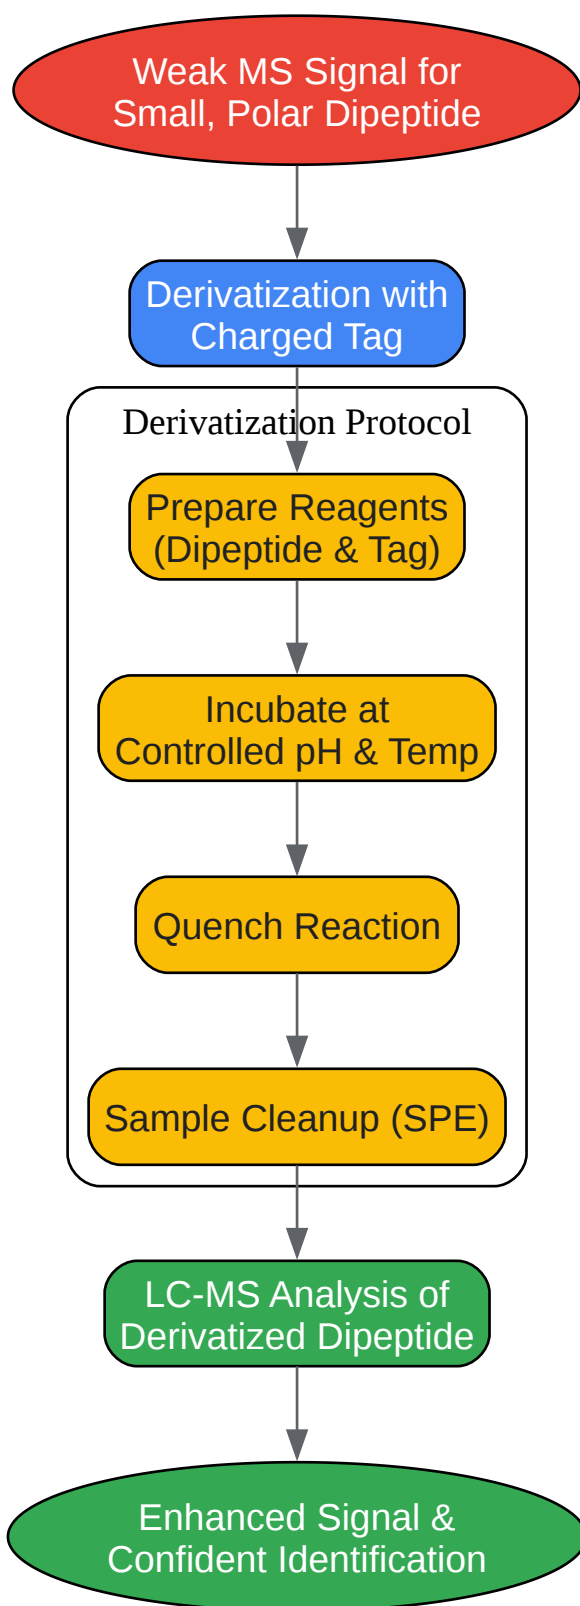 Weak MS Signal for
Small, Polar Dipeptide
Derivatization with
Charged Tag
Derivatization Protocol
Prepare Reagents
(Dipeptide & Tag)
Incubate at
Controlled pH & Temp
Quench Reaction
Sample Cleanup (SPE)
LC-MS Analysis of
Derivatized Dipeptide
Enhanced Signal &
Confident Identification